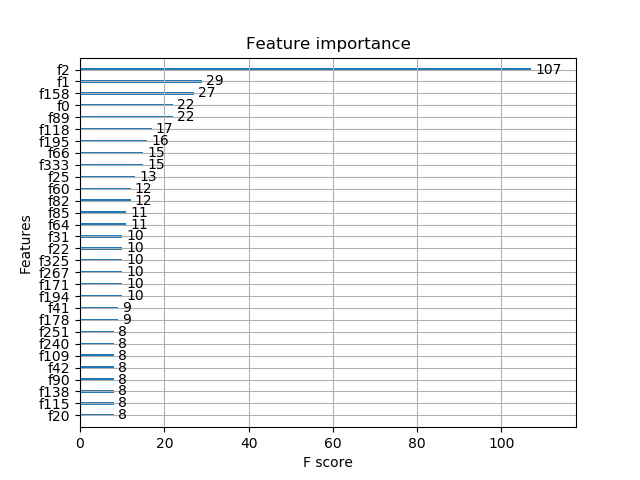 Feature importance
f2 107
f1 29
f158 27
f0 22
f89 22
f118 17
f195 16
f66 15
f333 15
f25 13
f60 12
f82 12
f85 11
f64 11
f31 10
f22 10
f325 10
f267 10
f171 10
f194 10
f41 9
f178 9
f251 8
f240 8
f109 8
f42 8
f90 8
f138 8
f115 8
f20 8
Features
0 20 40 60 80 100
F score